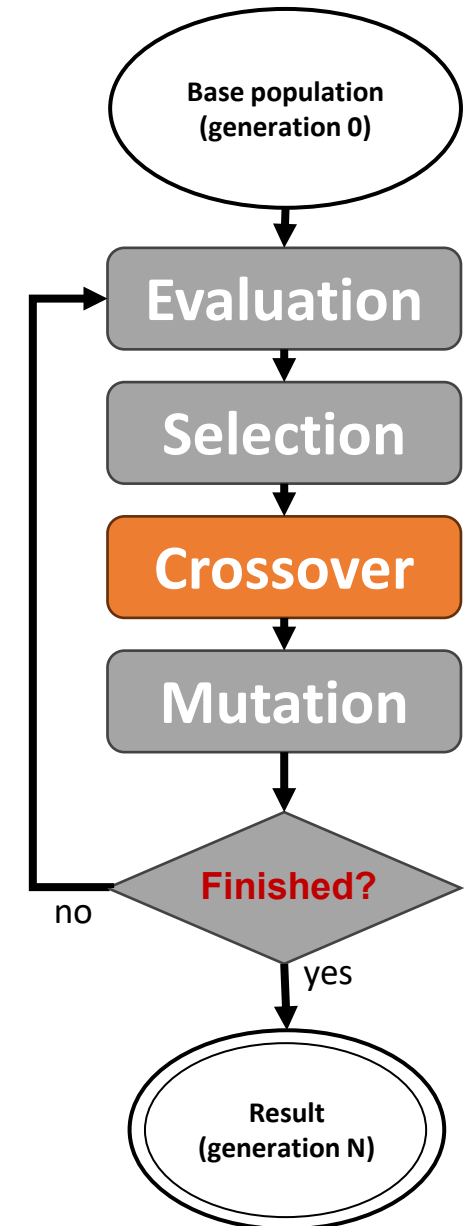 Base population
(generation 0)
Evaluation
Selection
Crossover
Mutation
Finished?
no
yes
Result
(generation N)